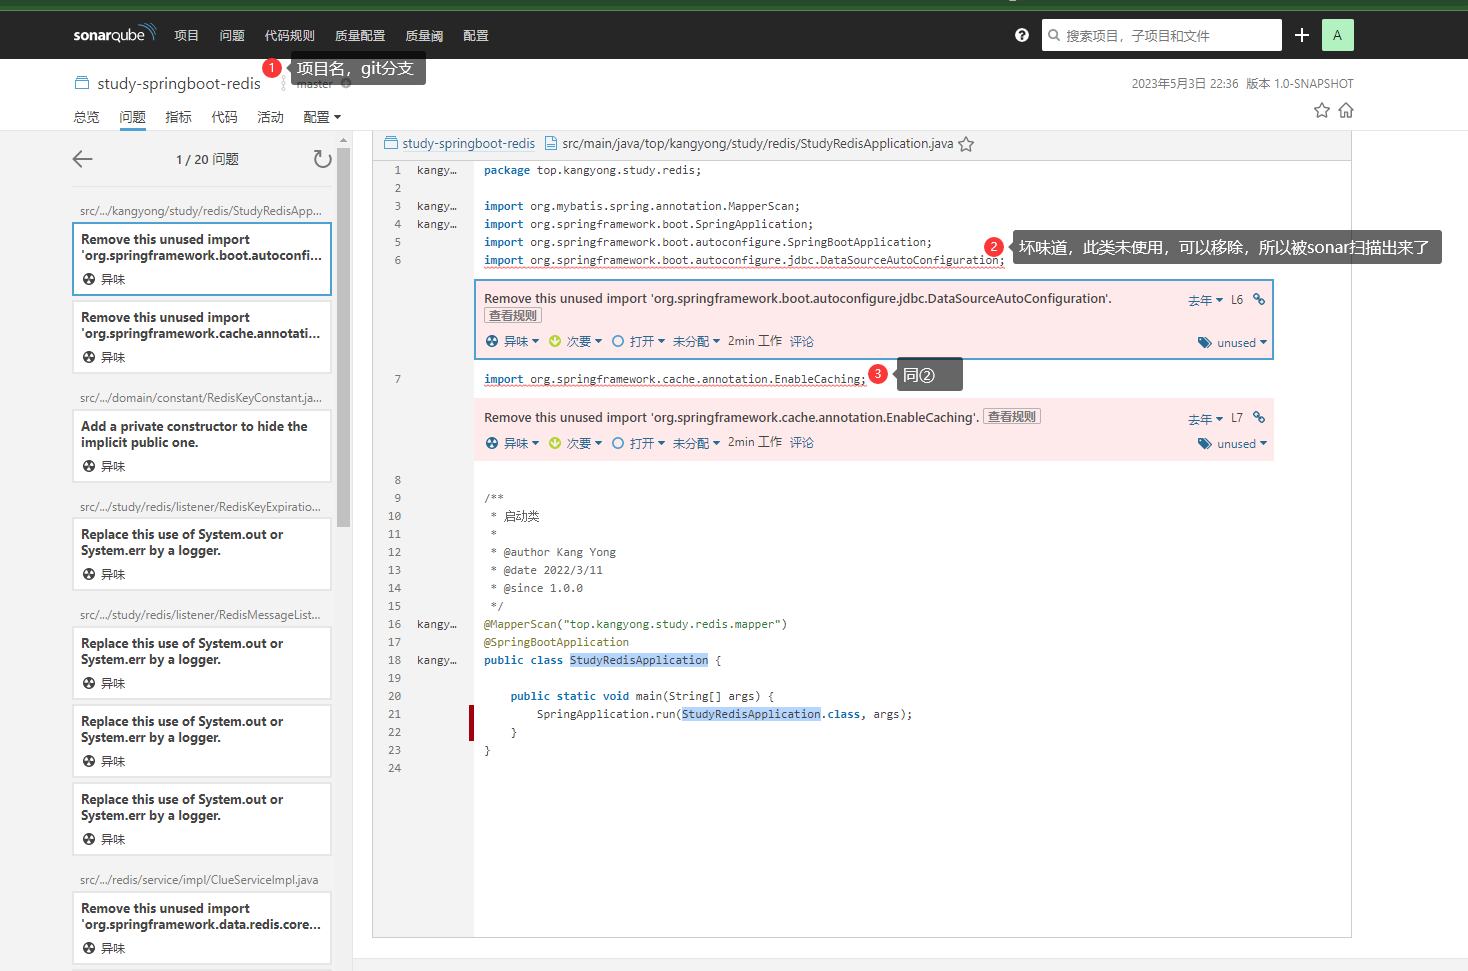 sonarqube 项目 问题 代码规则 质量配置 质量阈 配置 搜索项目，子项目和文件 A
study-springboot-redis 1 项目名，git分支 master 2023年5月3日 22:36 版本 1.0-SNAPSHOT
总览 问题 指标 代码 活动 配置
1 / 20 问题
src/.../kangyong/study/redis/StudyRedisApp...
Remove this unused import
'org.springframework.boot.autoconfi...
异味
Remove this unused import
'org.springframework.cache.annotati...
异味
src/.../domain/constant/RedisKeyConstant.ja...
Add a private constructor to hide the
implicit public one.
异味
src/.../study/redis/listener/RedisKeyExpiratio...
Replace this use of System.out or
System.err by a logger.
异味
src/.../study/redis/listener/RedisMessageList...
Replace this use of System.out or
System.err by a logger.
异味
Replace this use of System.out or
System.err by a logger.
异味
Replace this use of System.out or
System.err by a logger.
异味
src/.../redis/service/impl/ClueServiceImpl.java
Remove this unused import
'org.springframework.data.redis.core...
异味
study-springboot-redis src/main/java/top/kangyong/study/redis/StudyRedisApplication.java
1 kangy... package top.kangyong.study.redis;
2
3 kangy... import org.mybatis.spring.annotation.MapperScan;
4 kangy... import org.springframework.boot.SpringApplication;
5 import org.springframework.boot.autoconfigure.SpringBootApplication;
2 坏味道，此类未使用，可以移除，所以被sonar扫描出来了
6 import org.springframework.boot.autoconfigure.jdbc.DataSourceAutoConfiguration;
Remove this unused import 'org.springframework.boot.autoconfigure.jdbc.DataSourceAutoConfiguration'. 去年 L6
查看规则
异味 次要 打开 未分配 2min 工作 评论 unused
7 import org.springframework.cache.annotation.EnableCaching; 3 同②
Remove this unused import 'org.springframework.cache.annotation.EnableCaching'. 查看规则 去年 L7
异味 次要 打开 未分配 2min 工作 评论 unused
8
9 /**
10 * 启动类
11 *
12 * @author Kang Yong
13 * @date 2022/3/11
14 * @since 1.0.0
15 */
16 kangy... @MapperScan("top.kangyong.study.redis.mapper")
17 @SpringBootApplication
18 kangy... public class StudyRedisApplication {
19
20 public static void main(String[] args) {
21 SpringApplication.run(StudyRedisApplication.class, args);
22 }
23 }
24